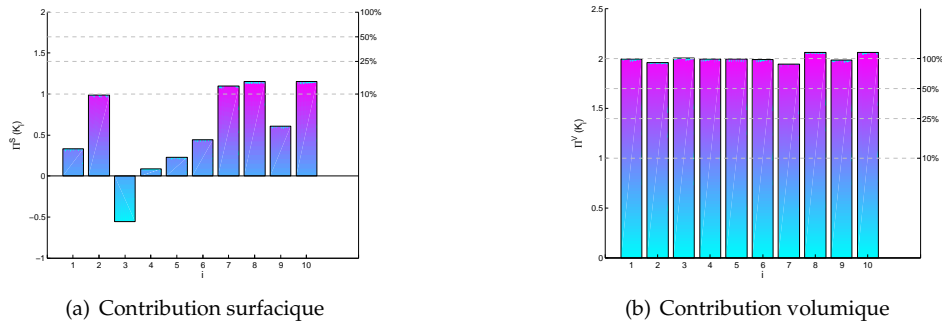 2
1.5
1
0.5
0
−0.5
−1
Π^S (K_i)
100%
50%
25%
10%
1 2 3 4 5 6 7 8 9 10
i
(a) Contribution surfacique
2.5
2
1.5
1
0.5
0
Π^V (K_i)
100%
50%
25%
10%
1 2 3 4 5 6 7 8 9 10
i
(b) Contribution volumique